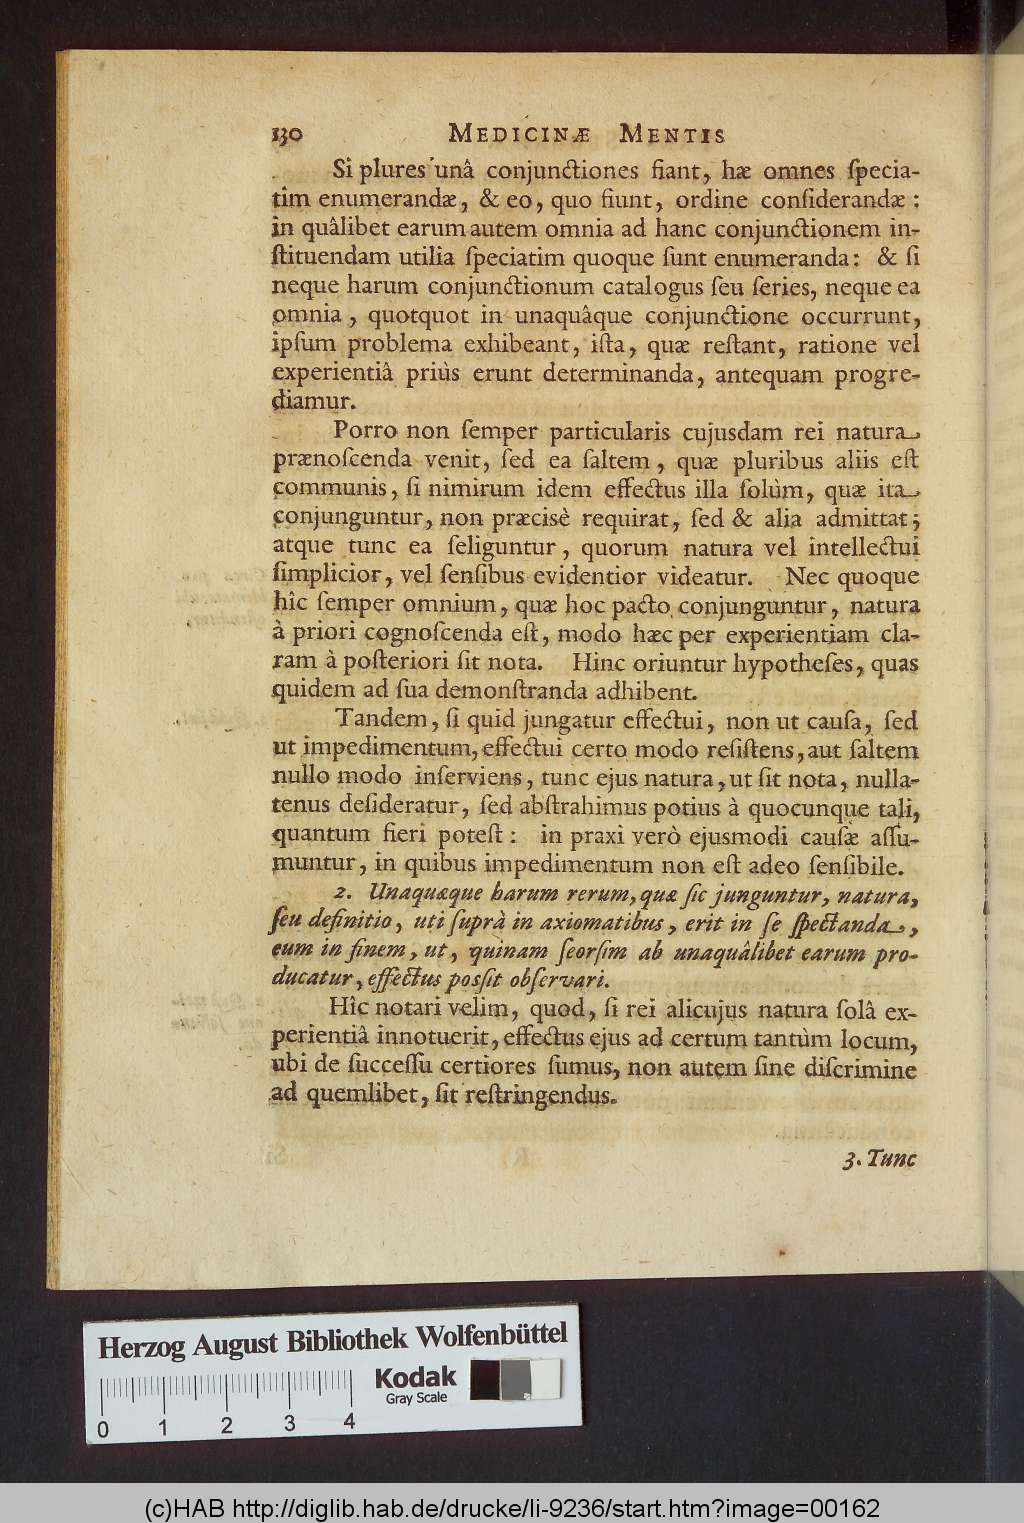 130 MEDICINÆ MENTIS
Si plures unâ conjunctiones fiant, hæ omnes ſpecia-
tim enumerandæ, & eo, quo fiunt, ordine conſiderandæ:
in quâlibet earum autem omnia ad hanc conjunctionem in-
ſtituendam utilia ſpeciatim quoque ſunt enumeranda: & ſi
neque harum conjunctionum catalogus ſeu ſeries, neque ea
omnia, quotquot in unaquâque conjunctione occurrunt,
ipſum problema exhibeant, iſta, quæ reſtant, ratione vel
experientiâ priùs erunt determinanda, antequam progre-
diamur.
Porro non ſemper particularis cujusdam rei natura
prænoſcenda venit, ſed ea ſaltem, quæ pluribus aliis eſt
communis, ſi nimirum idem effectus illa ſolùm, quæ ita
conjunguntur, non præcisè requirat, ſed & alia admittat;
atque tunc ea ſeliguntur, quorum natura vel intellectui
ſimplicior, vel ſenſibus evidentior videatur. Nec quoque
hîc ſemper omnium, quæ hoc pacto conjunguntur, natura
à priori cognoſcenda eſt, modo hæc per experientiam cla-
ram à poſteriori ſit nota. Hinc oriuntur hypotheſes, quas
quidem ad ſua demonſtranda adhibent.
Tandem, ſi quid jungatur effectui, non ut cauſa, ſed
ut impedimentum, effectui certo modo reſiſtens, aut ſaltem
nullo modo inſerviens, tunc ejus natura, ut ſit nota, nulla-
tenus deſideratur, ſed abſtrahimus potius à quocunque tali,
quantum fieri poteſt: in praxi verò ejusmodi cauſæ aſſu-
muntur, in quibus impedimentum non eſt adeo ſenſibile.
2. Unaquæque harum rerum, quæ ſic junguntur, natura,
ſeu definitio, uti ſuprà in axiomatibus, erit in ſe ſpectanda,
eum in finem, ut, quinam ſeorſim ab unaquâlibet earum pro-
ducatur, effectus posſit obſervari.
Hîc notari velim, quod, ſi rei alicujus natura ſolâ ex-
perientiâ innotuerit, effectus ejus ad certum tantùm locum,
ubi de ſucceſſu certiores ſumus, non autem ſine diſcrimine
ad quemlibet, ſit reſtringendus.
3. Tunc
Herzog August Bibliothek Wolfenbüttel
Kodak
Gray Scale
0 1 2 3 4
(c)HAB http://diglib.hab.de/drucke/li-9236/start.htm?image=00162